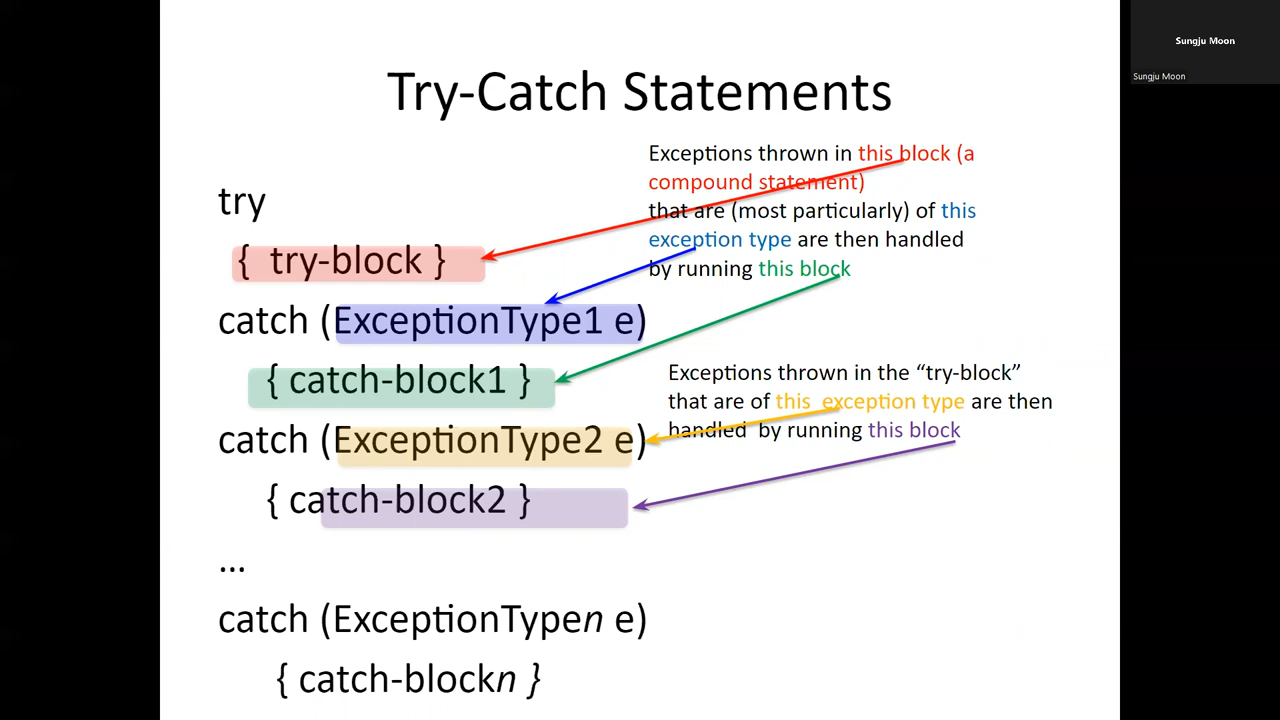 Try-Catch Statements
try
{ try-block }
catch (ExceptionType1 e)
{ catch-block1 }
catch (ExceptionType2 e)
{ catch-block2 }
...
catch (ExceptionTypen e)
{ catch-blockn }
Exceptions thrown in this block (a
compound statement)
that are (most particularly) of this
exception type are then handled
by running this block
Exceptions thrown in the “try-block”
that are of this  exception type are then
handled  by running this block
Sungju Moon
Sungju Moon